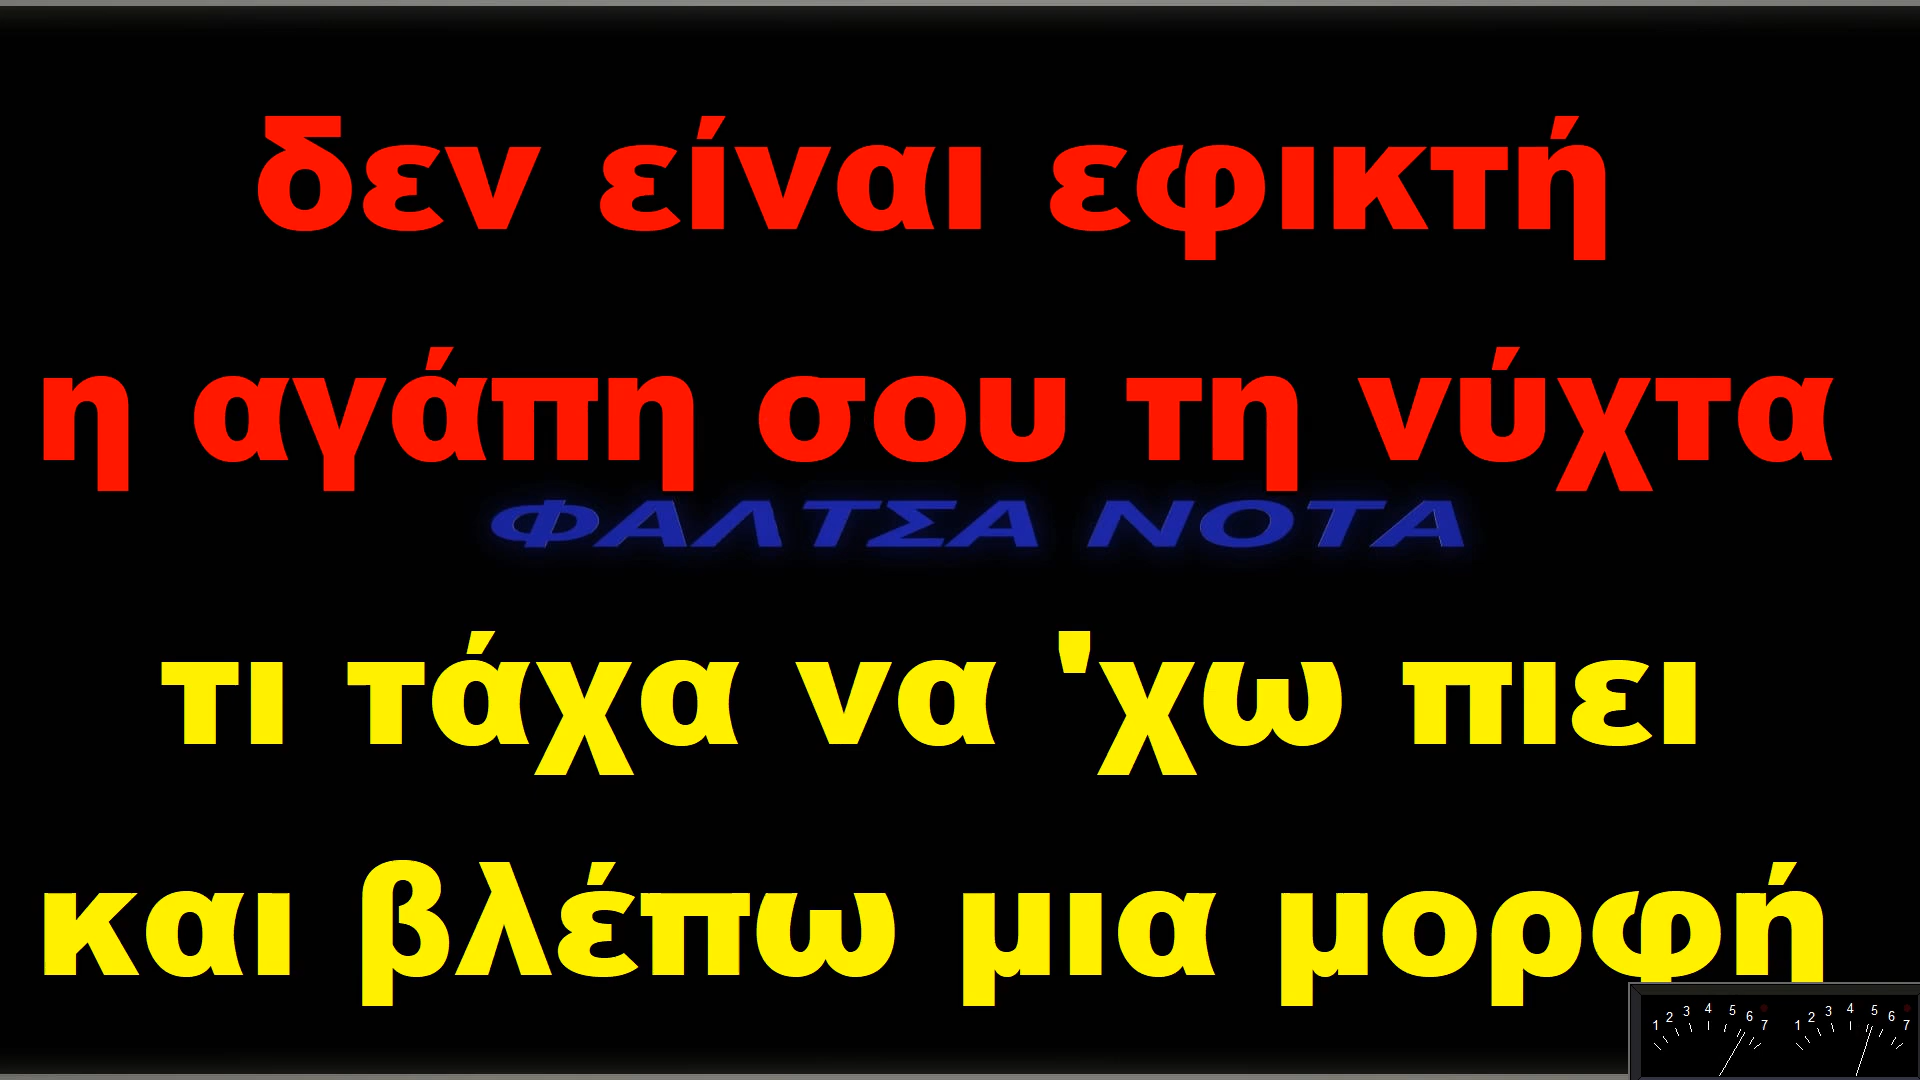 δεν είναι εφικτή
η αγάπη σου τη νύχτα
ΦΑΛΤΣΑ ΝΟΤΑ
τι τάχα να 'χω πιει
και βλέπω μια μορφή
1 2 3 4 5 6 7 1 2 3 4 5 6 7